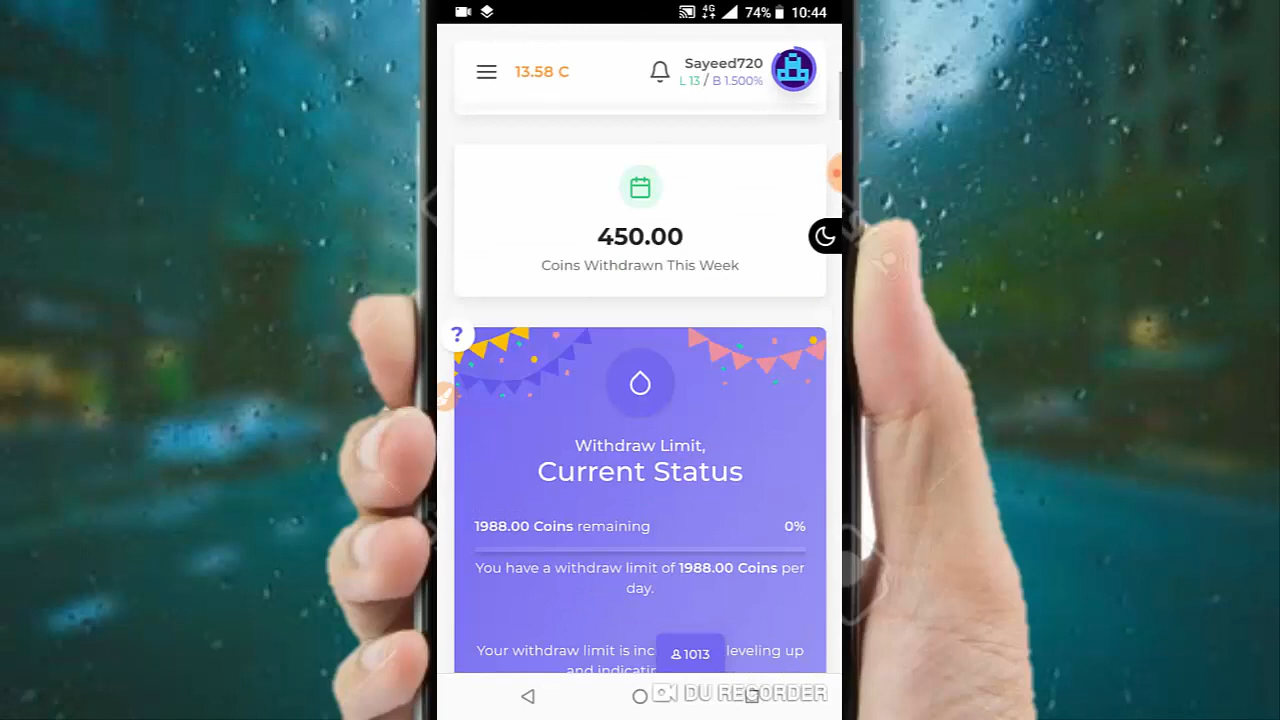 4G 74% 10:44
13.58 C
Sayeed720
L 13 / B 1.500%
450.00
Coins Withdrawn This Week
?
Withdraw Limit,
Current Status
1988.00 Coins remaining 0%
You have a withdraw limit of 1988.00 Coins per
day.
Your withdraw limit is inc leveling up
1013
DU RECORDER